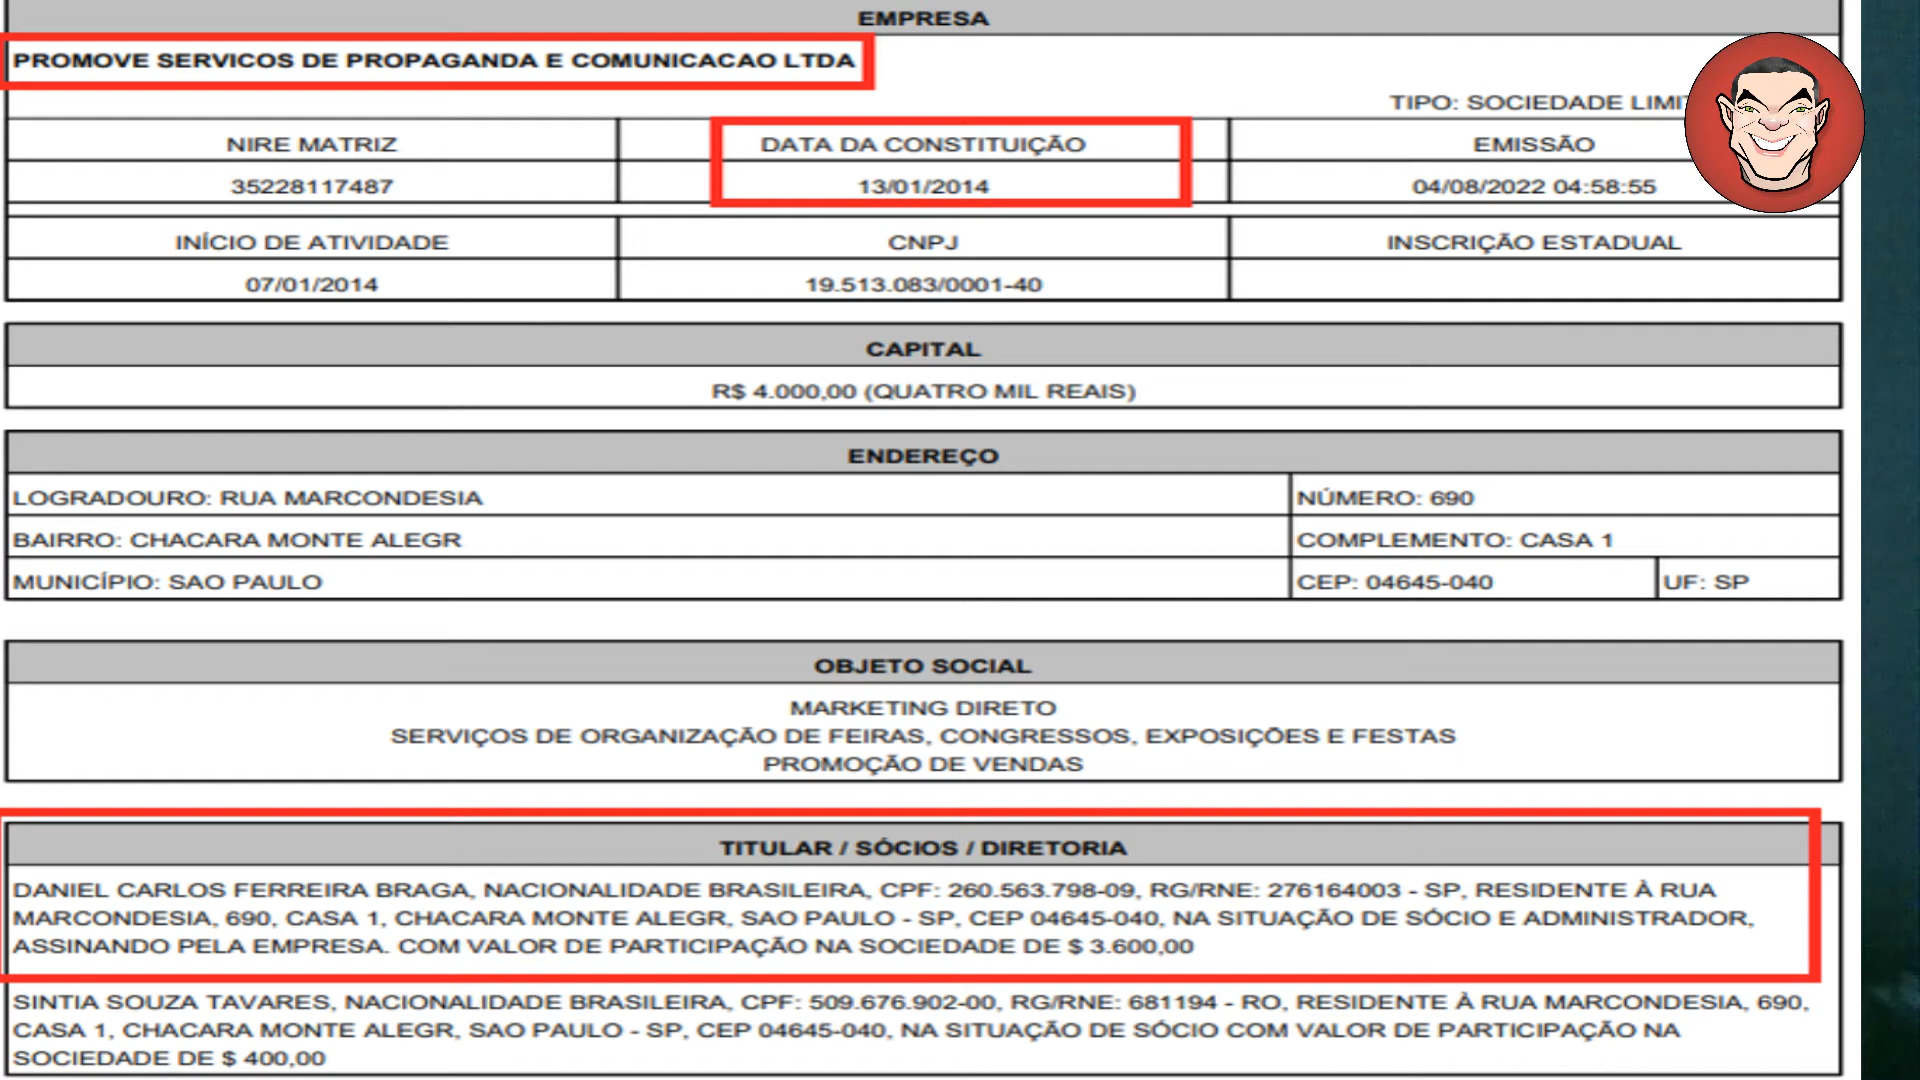 EMPRESA
PROMOVE SERVICOS DE PROPAGANDA E COMUNICACAO LTDA
TIPO: SOCIEDADE LIMI
NIRE MATRIZ
DATA DA CONSTITUIÇÃO
EMISSÃO
35228117487
13/01/2014
04/08/2022 04:58:55
INÍCIO DE ATIVIDADE
CNPJ
INSCRIÇÃO ESTADUAL
07/01/2014
19.513.083/0001-40
CAPITAL
R$ 4.000,00 (QUATRO MIL REAIS)
ENDEREÇO
LOGRADOURO: RUA MARCONDESIA
NÚMERO: 690
BAIRRO: CHACARA MONTE ALEGR
COMPLEMENTO: CASA 1
MUNICÍPIO: SAO PAULO
CEP: 04645-040
UF: SP
OBJETO SOCIAL
MARKETING DIRETO
SERVIÇOS DE ORGANIZAÇÃO DE FEIRAS, CONGRESSOS, EXPOSIÇÕES E FESTAS
PROMOÇÃO DE VENDAS
TITULAR / SÓCIOS / DIRETORIA
DANIEL CARLOS FERREIRA BRAGA, NACIONALIDADE BRASILEIRA, CPF: 260.563.798-09, RG/RNE: 276164003 - SP, RESIDENTE À RUA
MARCONDESIA, 690, CASA 1, CHACARA MONTE ALEGR, SAO PAULO - SP, CEP 04645-040, NA SITUAÇÃO DE SÓCIO E ADMINISTRADOR,
ASSINANDO PELA EMPRESA. COM VALOR DE PARTICIPAÇÃO NA SOCIEDADE DE $ 3.600,00
SINTIA SOUZA TAVARES, NACIONALIDADE BRASILEIRA, CPF: 509.676.902-00, RG/RNE: 681194 - RO, RESIDENTE À RUA MARCONDESIA, 690,
CASA 1, CHACARA MONTE ALEGR, SAO PAULO - SP, CEP 04645-040, NA SITUAÇÃO DE SÓCIO COM VALOR DE PARTICIPAÇÃO NA
SOCIEDADE DE $ 400,00